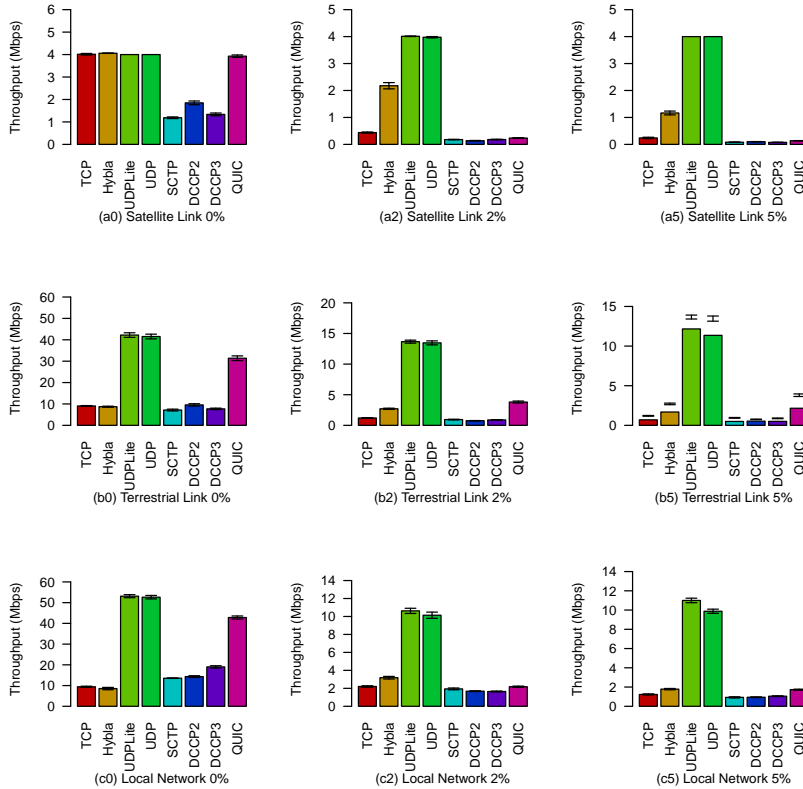 Throughput (Mbps)
6
5
4
3
2
1
0
TCP
Hybla
UDPLite
UDP
SCTP
DCCP2
DCCP3
QUIC
(a0) Satellite Link 0%
Throughput (Mbps)
5
4
3
2
1
0
TCP
Hybla
UDPLite
UDP
SCTP
DCCP2
DCCP3
QUIC
(a2) Satellite Link 2%
Throughput (Mbps)
5
4
3
2
1
0
TCP
Hybla
UDPLite
UDP
SCTP
DCCP2
DCCP3
QUIC
(a5) Satellite Link 5%
Throughput (Mbps)
60
50
40
30
20
10
0
TCP
Hybla
UDPLite
UDP
SCTP
DCCP2
DCCP3
QUIC
(b0) Terrestrial Link 0%
Throughput (Mbps)
20
15
10
5
0
TCP
Hybla
UDPLite
UDP
SCTP
DCCP2
DCCP3
QUIC
(b2) Terrestrial Link 2%
Throughput (Mbps)
15
10
5
0
TCP
Hybla
UDPLite
UDP
SCTP
DCCP2
DCCP3
QUIC
(b5) Terrestrial Link 5%
Throughput (Mbps)
60
50
40
30
20
10
0
TCP
Hybla
UDPLite
UDP
SCTP
DCCP2
DCCP3
QUIC
(c0) Local Network 0%
Throughput (Mbps)
14
12
10
8
6
4
2
0
TCP
Hybla
UDPLite
UDP
SCTP
DCCP2
DCCP3
QUIC
(c2) Local Network 2%
Throughput (Mbps)
14
12
10
8
6
4
2
0
TCP
Hybla
UDPLite
UDP
SCTP
DCCP2
DCCP3
QUIC
(c5) Local Network 5%